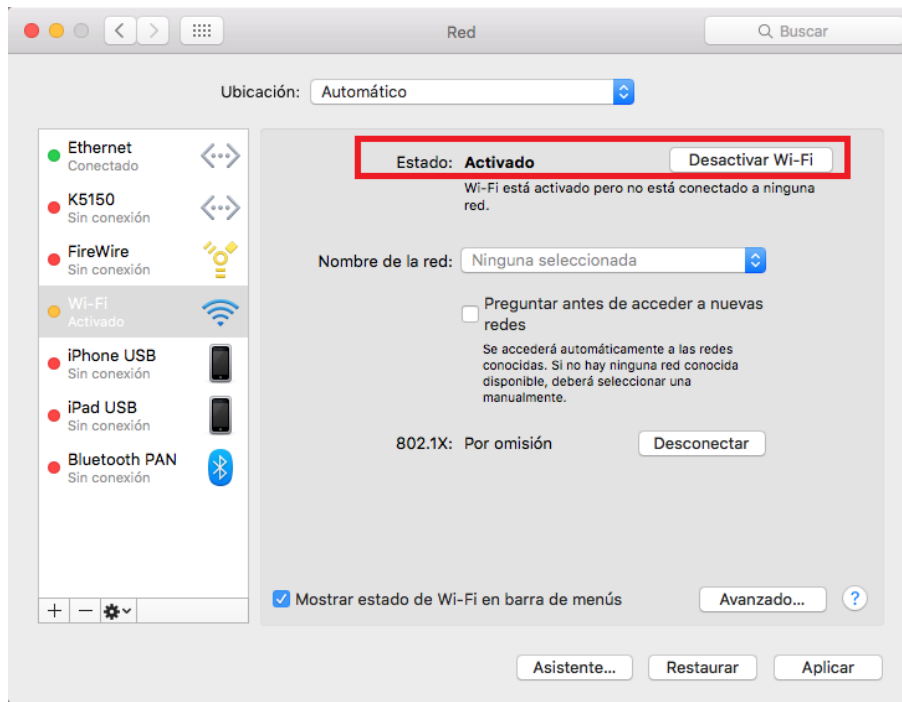 Red
Buscar
Ubicación: Automático
Ethernet
Conectado
K5150
Sin conexión
FireWire
Sin conexión
Wi-Fi
Activado
iPhone USB
Sin conexión
iPad USB
Sin conexión
Bluetooth PAN
Sin conexión
Estado: Activado Desactivar Wi-Fi
Wi-Fi está activado pero no está conectado a ninguna
red.
Nombre de la red: Ninguna seleccionada
Preguntar antes de acceder a nuevas
redes
Se accederá automáticamente a las redes
conocidas. Si no hay ninguna red conocida
disponible, deberá seleccionar una
manualmente.
802.1X: Por omisión Desconectar
Mostrar estado de Wi-Fi en barra de menús Avanzado... ?
Asistente... Restaurar Aplicar